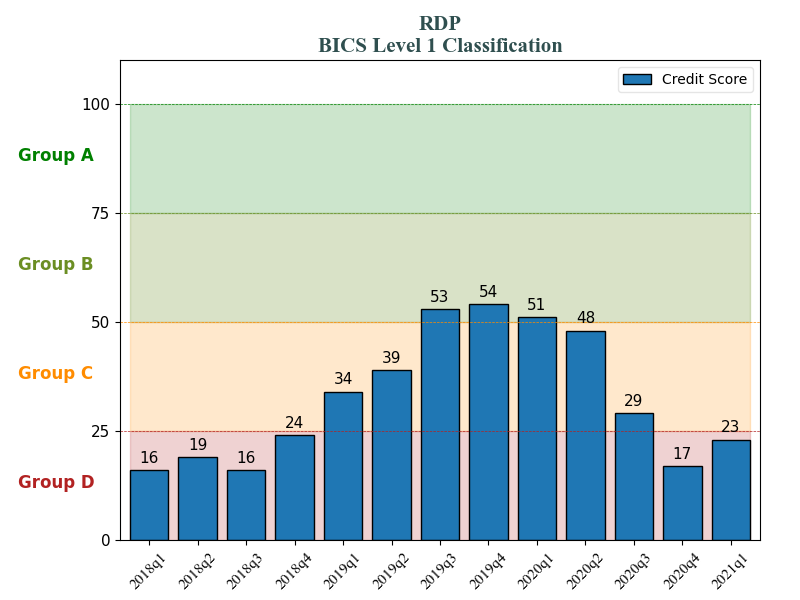 RDP
BICS Level 1 Classification
Credit Score
100
Group A
75
Group B
50
Group C
25
Group D
0
16
19
16
24
34
39
53
54
51
48
29
17
23
2018q1
2018q2
2018q3
2018q4
2019q1
2019q2
2019q3
2019q4
2020q1
2020q2
2020q3
2020q4
2021q1